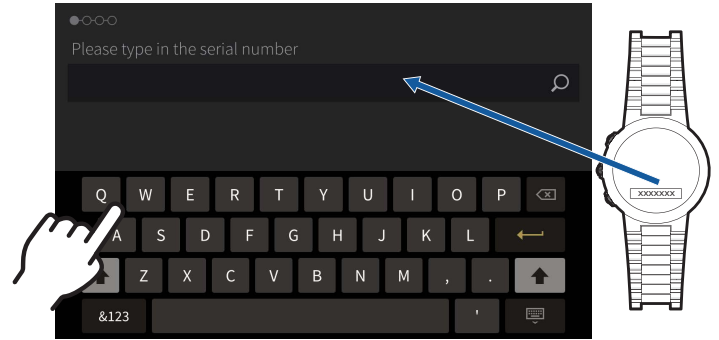 Please type in the serial number
Q W E R T Y U I O P
A S D F G H J K L
Z X C V B N M , .
&123 '
XXXXXXX